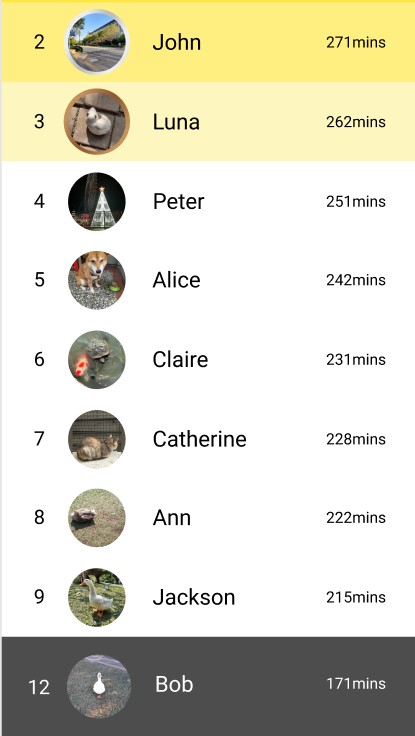 2 John 271mins
3 Luna 262mins
4 Peter 251mins
5 Alice 242mins
6 Claire 231mins
7 Catherine 228mins
8 Ann 222mins
9 Jackson 215mins
12 Bob 171mins